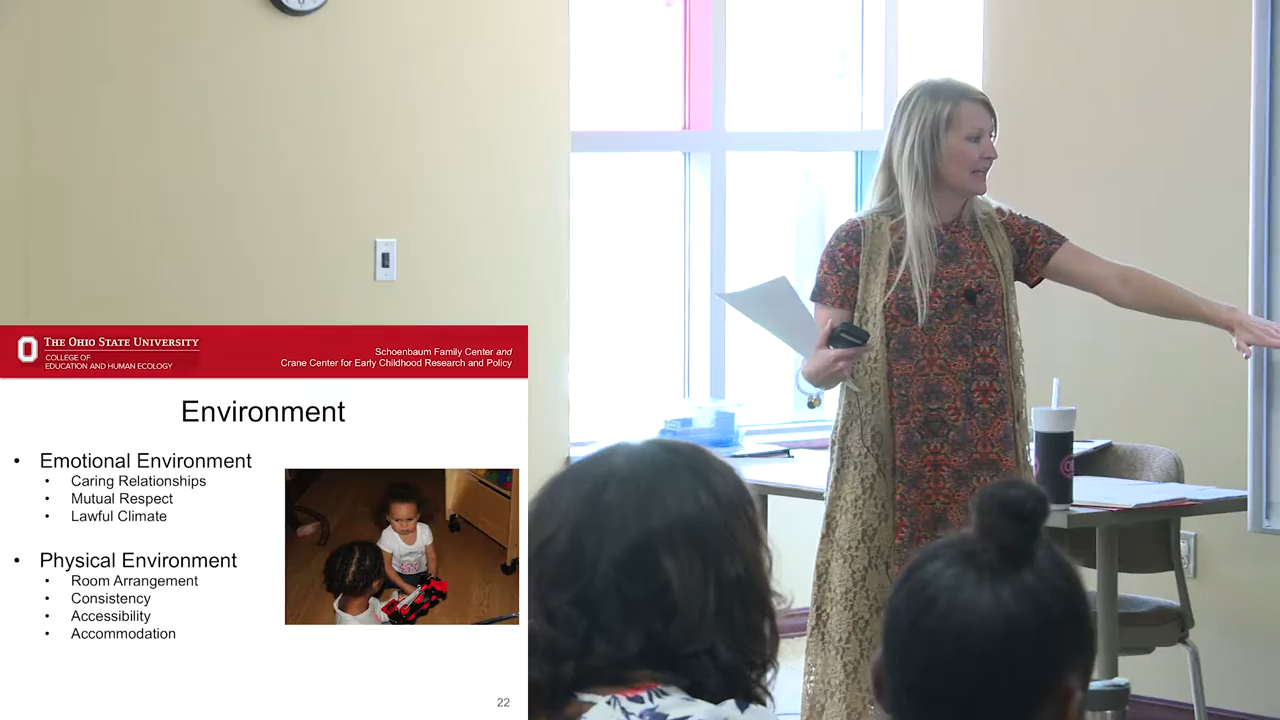 THE OHIO STATE UNIVERSITY
COLLEGE OF
EDUCATION AND HUMAN ECOLOGY
Schoenbaum Family Center and
Crane Center for Early Childhood Research and Policy
Environment
• Emotional Environment
• Caring Relationships
• Mutual Respect
• Lawful Climate
• Physical Environment
• Room Arrangement
• Consistency
• Accessibility
• Accommodation
22